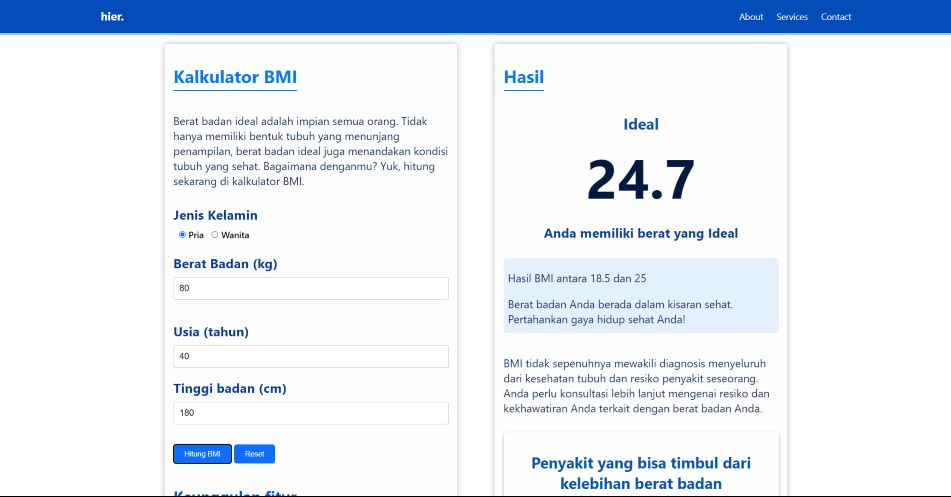 hier.
About Services Contact
Kalkulator BMI
Berat badan ideal adalah impian semua orang. Tidak
hanya memiliki bentuk tubuh yang menunjang
penampilan, berat badan ideal juga menandakan kondisi
tubuh yang sehat. Bagaimana denganmu? Yuk, hitung
sekarang di kalkulator BMI.
Jenis Kelamin
Pria Wanita
Berat Badan (kg)
80
Usia (tahun)
40
Tinggi badan (cm)
180
Hitung BMI Reset
Hasil
Ideal
24.7
Anda memiliki berat yang Ideal
Hasil BMI antara 18.5 dan 25
Berat badan Anda berada dalam kisaran sehat.
Pertahankan gaya hidup sehat Anda!
BMI tidak sepenuhnya mewakili diagnosis menyeluruh
dari kesehatan tubuh dan resiko penyakit seseorang.
Anda perlu konsultasi lebih lanjut mengenai resiko dan
kekhawatiran Anda terkait dengan berat badan Anda.
Penyakit yang bisa timbul dari
kelebihan berat badan